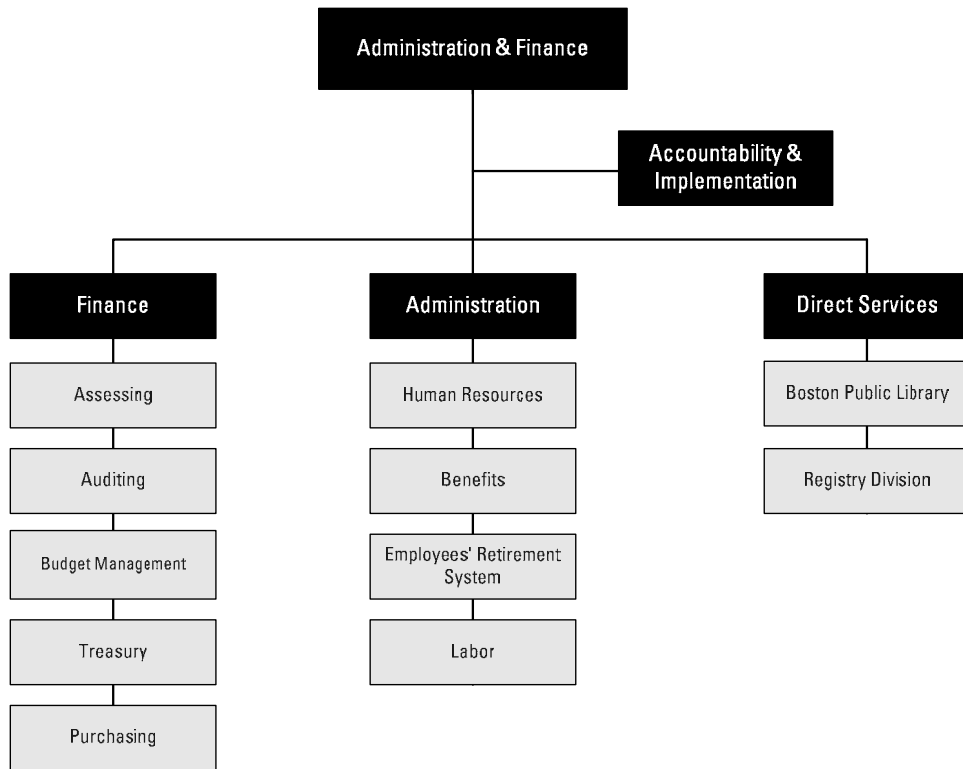 Administration & Finance
Accountability &
Implementation
Finance
Administration
Direct Services
Assessing
Human Resources
Boston Public Library
Auditing
Benefits
Registry Division
Budget Management
Employees' Retirement
System
Treasury
Labor
Purchasing